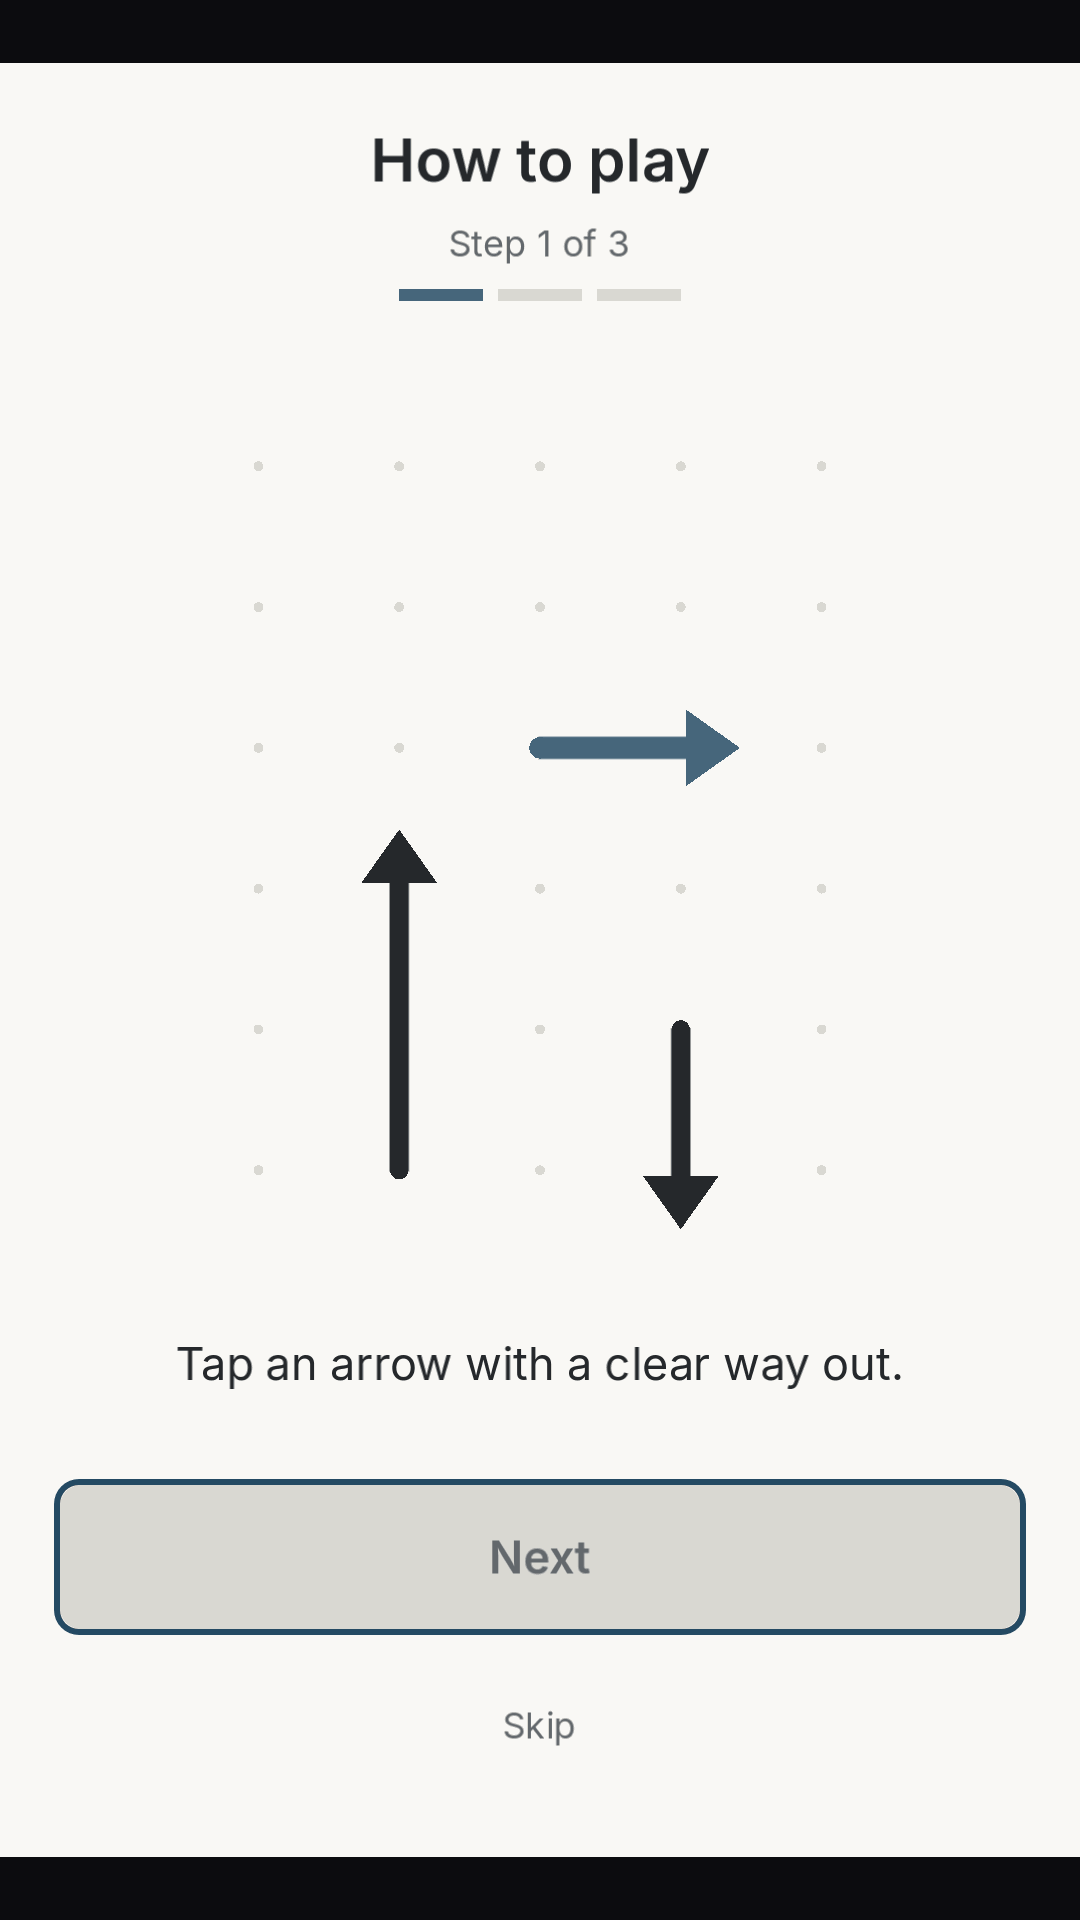 How to play
Step 1 of 3
Tap an arrow with a clear way out.
Next
Skip